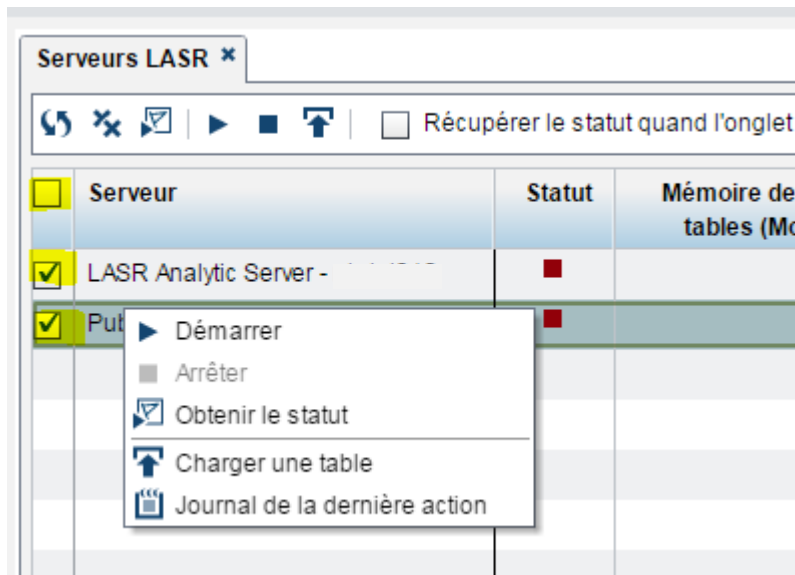 Serveurs LASR
Récupérer le statut quand l'onglet
Serveur
Statut
Mémoire de
tables (Mo
LASR Analytic Server -
Pub
Démarrer
Arrêter
Obtenir le statut
Charger une table
Journal de la dernière action